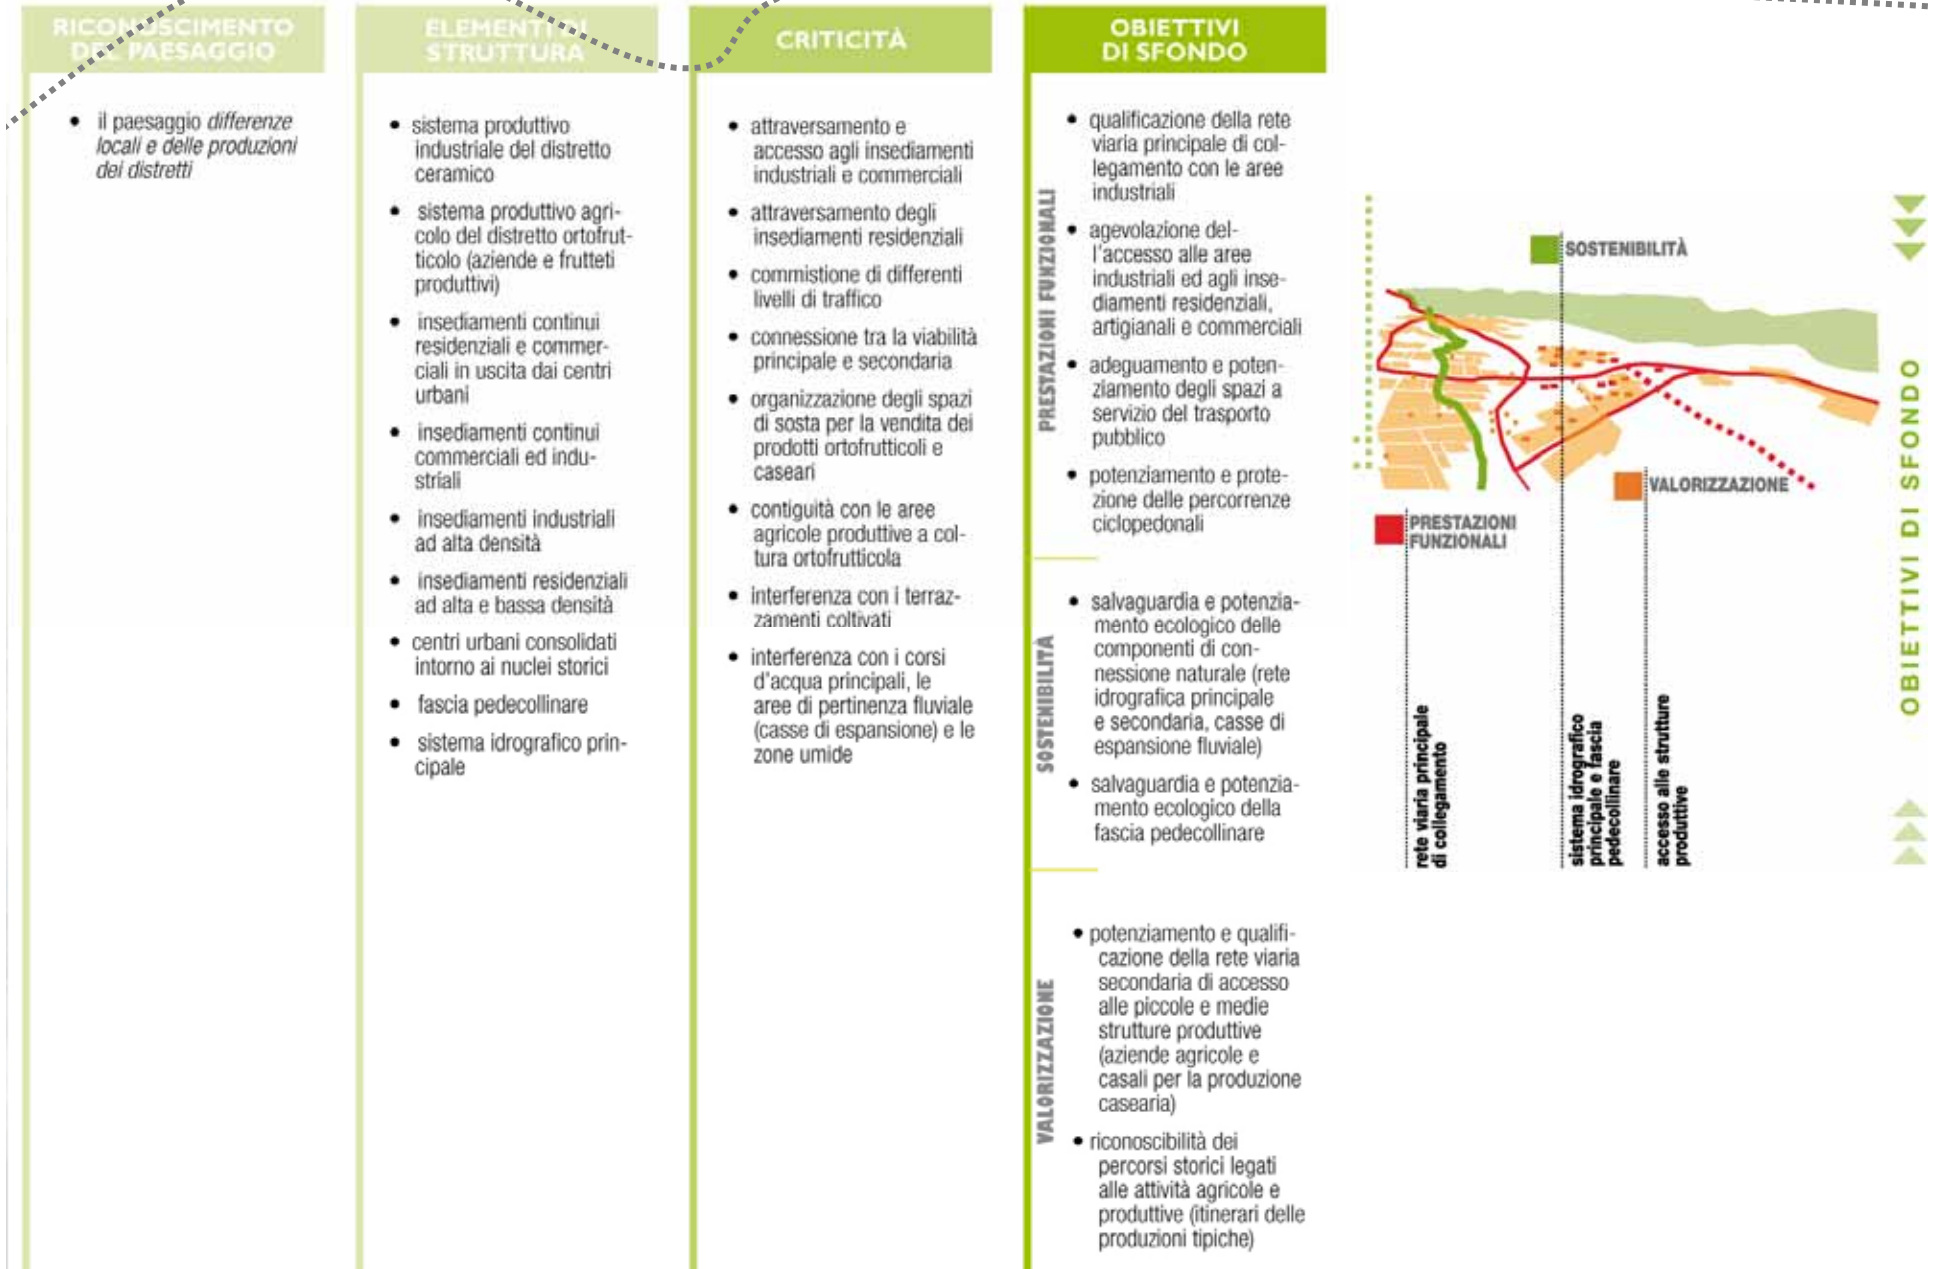 RICONOSCIMENTO
DEL PAESAGGIO
• il paesaggio differenze
locali e delle produzioni
dei distretti
ELEMENTI DI
STRUTTURA
• sistema produttivo
industriale del distretto
ceramico
• sistema produttivo agri-
colo del distretto ortofrut-
ticolo (aziende e frutteti
produttivi)
• insediamenti continui
residenziali e commer-
ciali in uscita dai centri
urbani
• insediamenti continui
commerciali ed indu-
striali
• insediamenti industriali
ad alta densità
• insediamenti residenziali
ad alta e bassa densità
• centri urbani consolidati
intorno ai nuclei storici
• fascia pedecollinare
• sistema idrografico prin-
cipale
CRITICITÀ
• attraversamento e
accesso agli insediamenti
industriali e commerciali
• attraversamento degli
insediamenti residenziali
• commistione di differenti
livelli di traffico
• connessione tra la viabilità
principale e secondaria
• organizzazione degli spazi
di sosta per la vendita dei
prodotti ortofrutticoli e
caseari
• contiguità con le aree
agricole produttive a col-
tura ortofrutticola
• interferenza con i terraz-
zamenti coltivati
• interferenza con i corsi
d'acqua principali, le
aree di pertinenza fluviale
(casse di espansione) e le
zone umide
OBIETTIVI
DI SFONDO
PRESTAZIONI FUNZIONALI
• qualificazione della rete
viaria principale di col-
legamento con le aree
industriali
• agevolazione del-
l'accesso alle aree
industriali ed agli inse-
diamenti residenziali,
artigianali e commerciali
• adeguamento e poten-
ziamento degli spazi a
servizio del trasporto
pubblico
• potenziamento e prote-
zione delle percorrenze
ciclopedonali
SOSTENIBILITÀ
• salvaguardia e potenzia-
mento ecologico delle
componenti di con-
nessione naturale (rete
idrografica principale
e secondaria, casse di
espansione fluviale)
• salvaguardia e potenzia-
mento ecologico della
fascia pedecollinare
VALORIZZAZIONE
• potenziamento e qualifi-
cazione della rete viaria
secondaria di accesso
alle piccole e medie
strutture produttive
(aziende agricole e
casali per la produzione
casearia)
• riconoscibilità dei
percorsi storici legati
alle attività agricole e
produttive (itinerari delle
produzioni tipiche)
SOSTENIBILITÀ
VALORIZZAZIONE
PRESTAZIONI
FUNZIONALI
rete viaria principale
di collegamento
sistema idrografico
principale e fascia
pedecollinare
accesso alle strutture
produttive
OBIETTIVI DI SFONDO